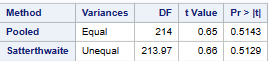 Method Variances DF t Value Pr > |t|
Pooled Equal 214 0.65 0.5143
Satterthwaite Unequal 213.97 0.66 0.5129